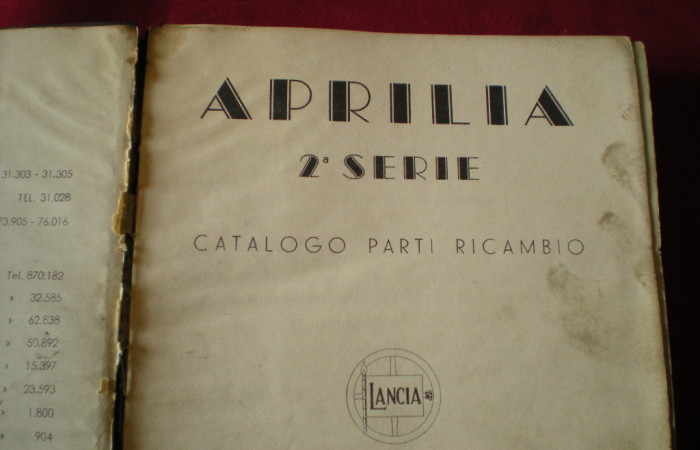 31.303 - 31.305
TEL. 31.028
73.905 - 76.016
Tel. 870.182
» 32.585
» 62.838
» 50.892
» 15.397
» 23.593
» 1.800
» 904
APRILIA
2ª SERIE
CATALOGO PARTI RICAMBIO
LANCIA